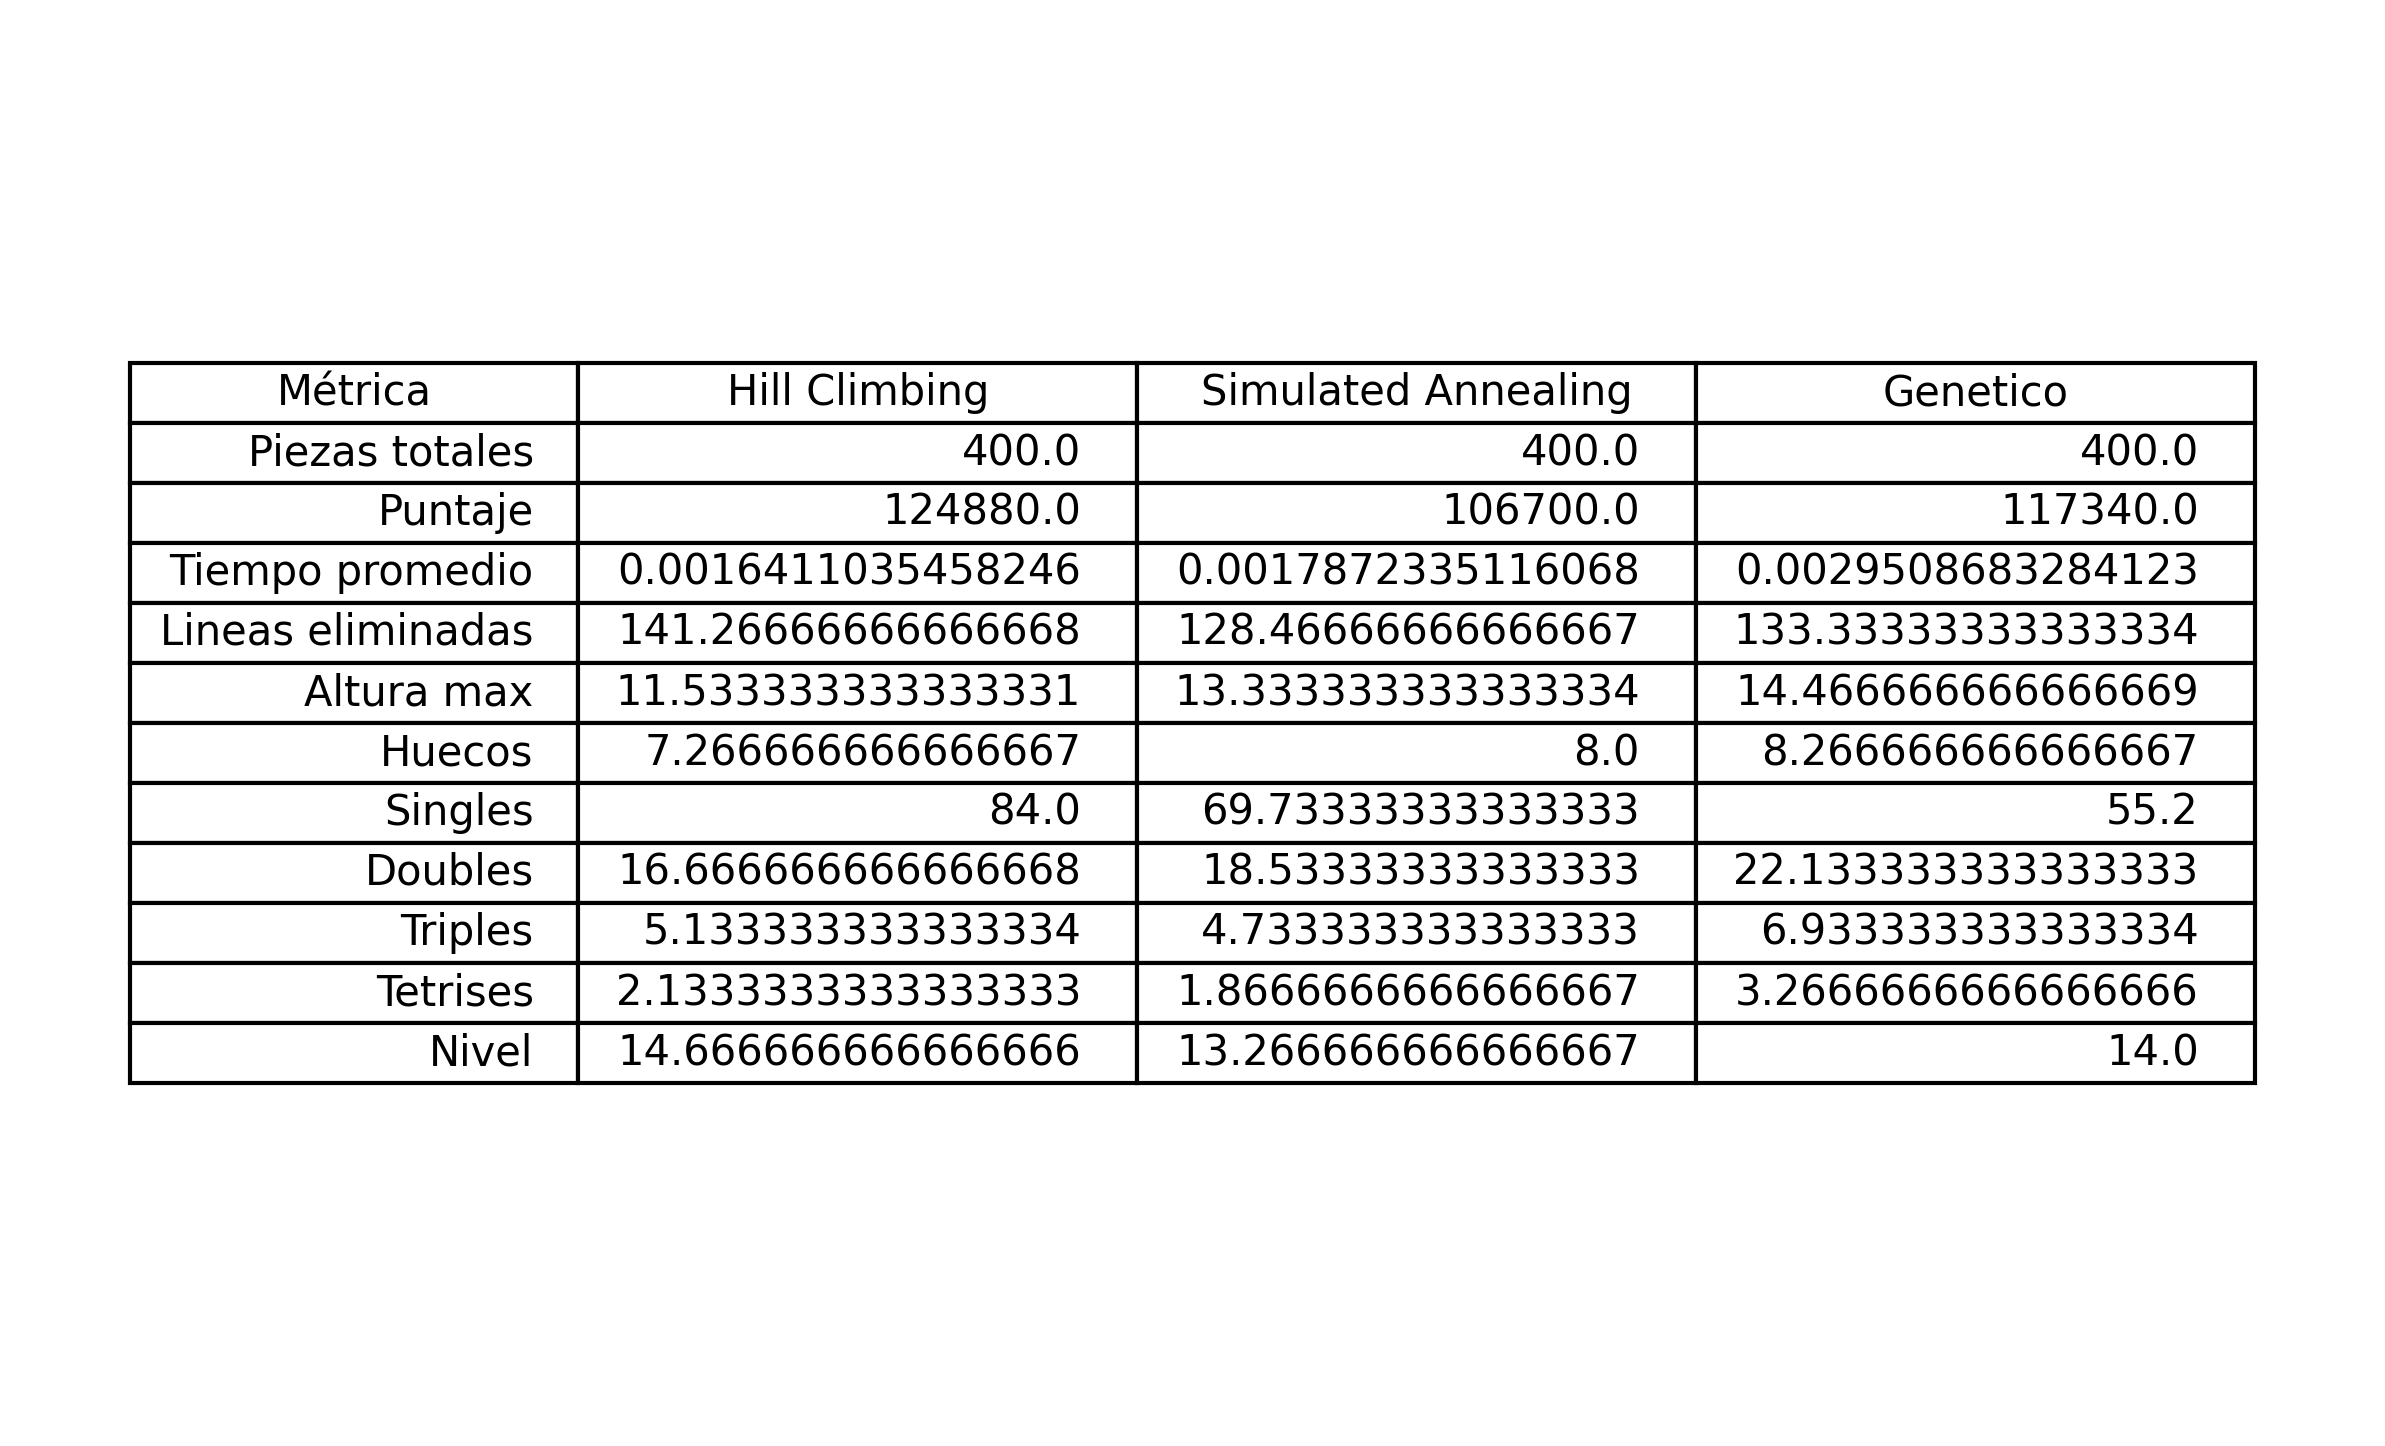 Métrica Hill Climbing Simulated Annealing Genetico
Piezas totales 400.0 400.0 400.0
Puntaje 124880.0 106700.0 117340.0
Tiempo promedio 0.0016411035458246 0.0017872335116068 0.0029508683284123
Lineas eliminadas 141.26666666666668 128.46666666666667 133.33333333333334
Altura max 11.533333333333331 13.333333333333334 14.466666666666669
Huecos 7.266666666666667 8.0 8.266666666666667
Singles 84.0 69.73333333333333 55.2
Doubles 16.666666666666668 18.53333333333333 22.133333333333333
Triples 5.133333333333334 4.733333333333333 6.933333333333334
Tetrises 2.1333333333333333 1.8666666666666667 3.2666666666666666
Nivel 14.666666666666666 13.266666666666667 14.0